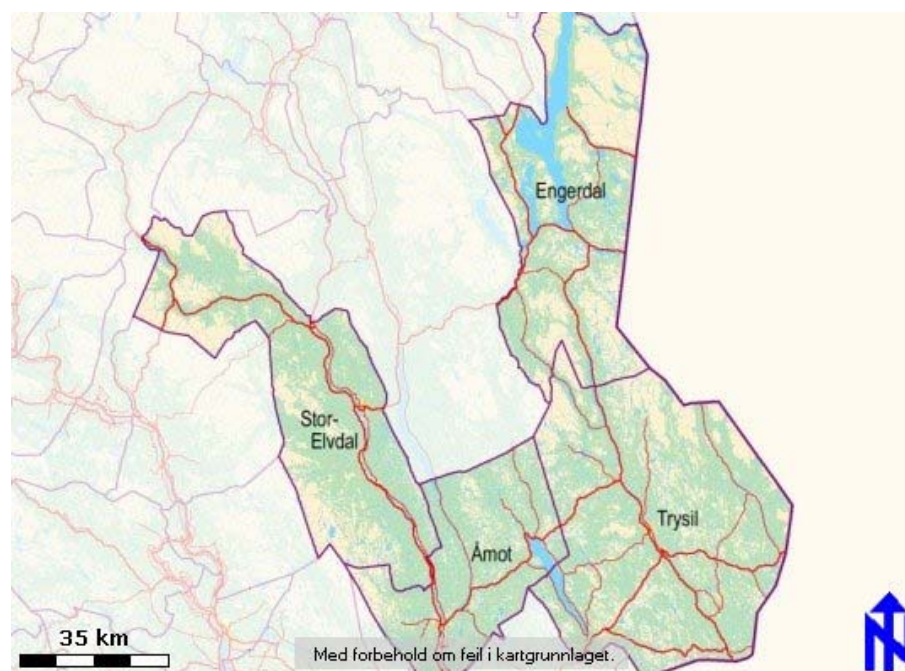 Engerdal
Stor-
Elvdal
Trysil
Åmot
35 km
Med forbehold om feil i kartgrunnlaget.
N